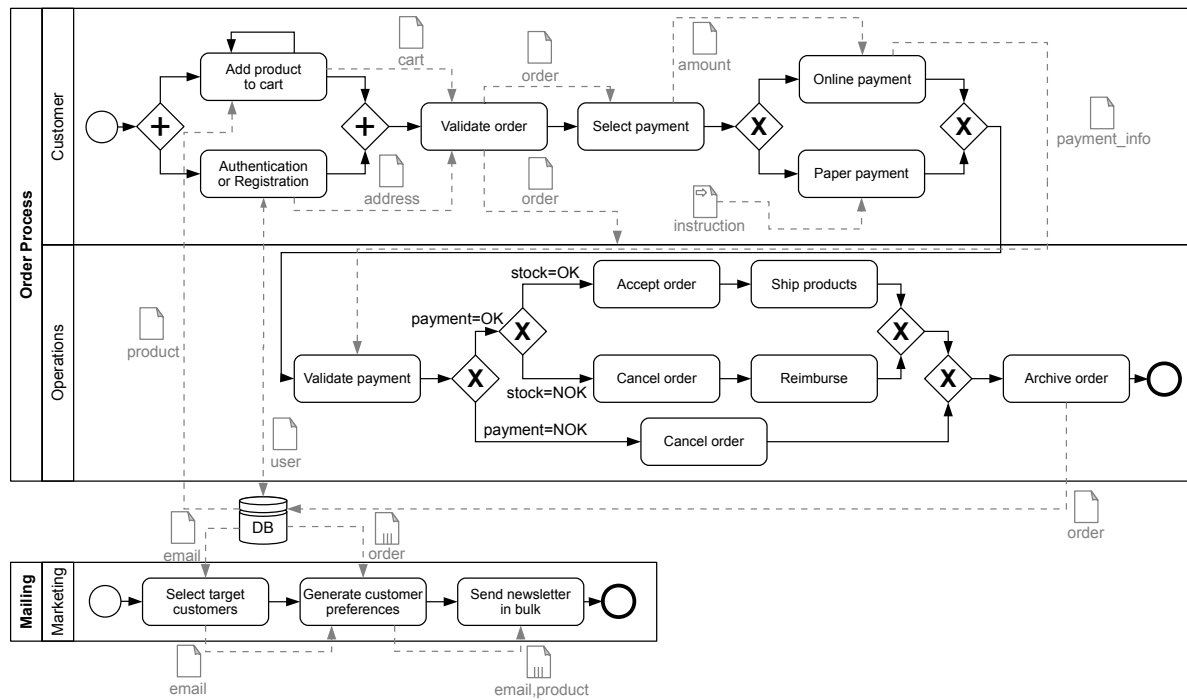 Order Process
Customer
Add product
to cart
cart
order
amount
Online payment
payment_info
Validate order
Select payment
Authentication
or Registration
address
order
instruction
Paper payment
Operations
product
stock=OK
Accept order
Ship products
payment=OK
Validate payment
stock=NOK
Cancel order
Reimburse
Archive order
payment=NOK
Cancel order
user
DB
email
order
order
Mailing
Marketing
Select target
customers
Generate customer
preferences
Send newsletter
in bulk
email
email,product
+
+
X
X
X
X
X
X